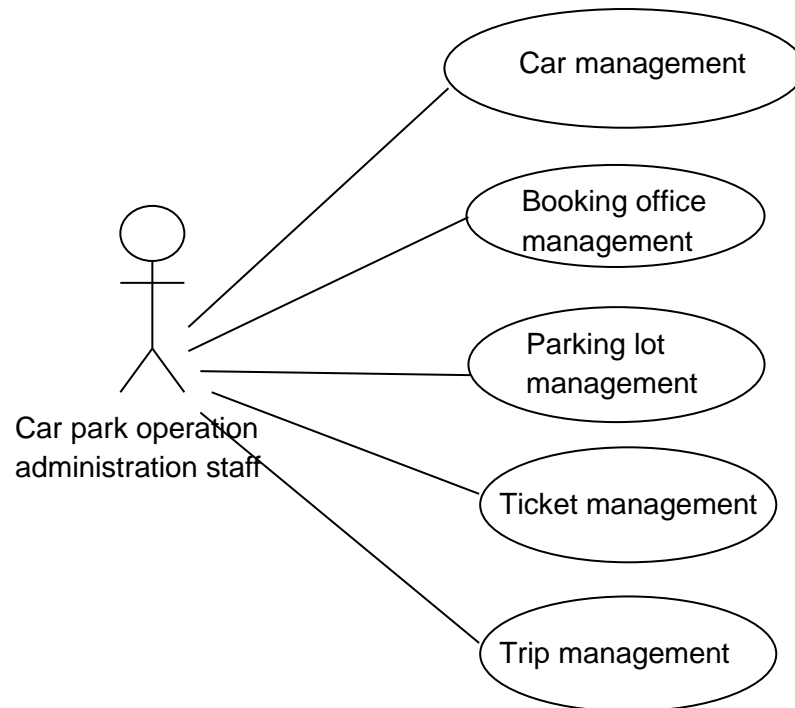 Car management
Booking office
management
Parking lot
management
Car park operation
administration staff
Ticket management
Trip management